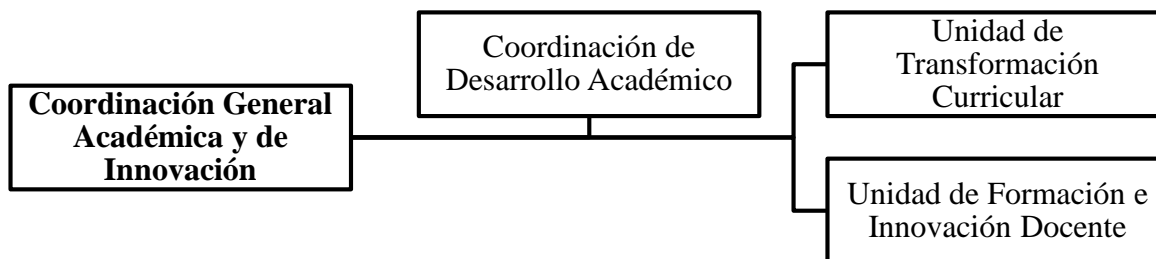 Coordinación General
Académica y de
Innovación
Coordinación de
Desarrollo Académico
Unidad de
Transformación
Curricular
Unidad de Formación e
Innovación Docente